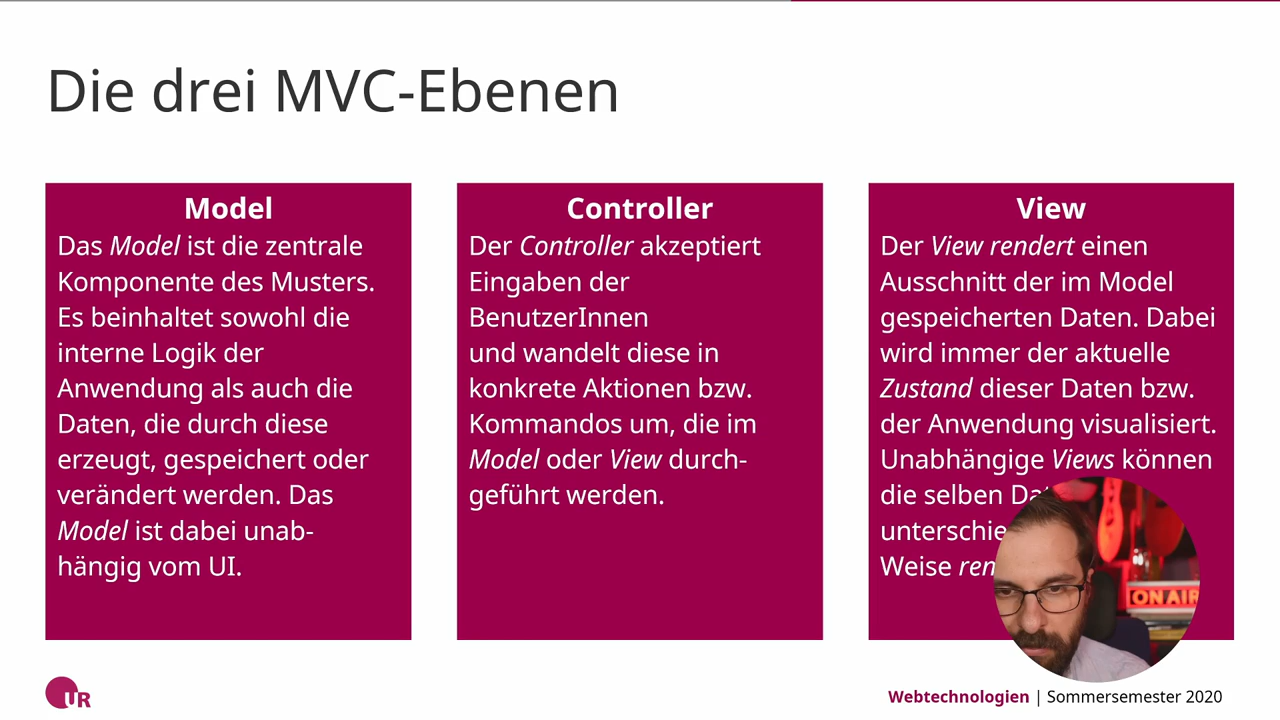 Die drei MVC-Ebenen
Model
Das Model ist die zentrale
Komponente des Musters.
Es beinhaltet sowohl die
interne Logik der
Anwendung als auch die
Daten, die durch diese
erzeugt, gespeichert oder
verändert werden. Das
Model ist dabei unab-
hängig vom UI.
Controller
Der Controller akzeptiert
Eingaben der
BenutzerInnen
und wandelt diese in
konkrete Aktionen bzw.
Kommandos um, die im
Model oder View durch-
geführt werden.
View
Der View rendert einen
Ausschnitt der im Model
gespeicherten Daten. Dabei
wird immer der aktuelle
Zustand dieser Daten bzw.
der Anwendung visualisiert.
Unabhängige Views können
die selben
Weise
ON AIR
UR
Webtechnologien | Sommersemester 2020